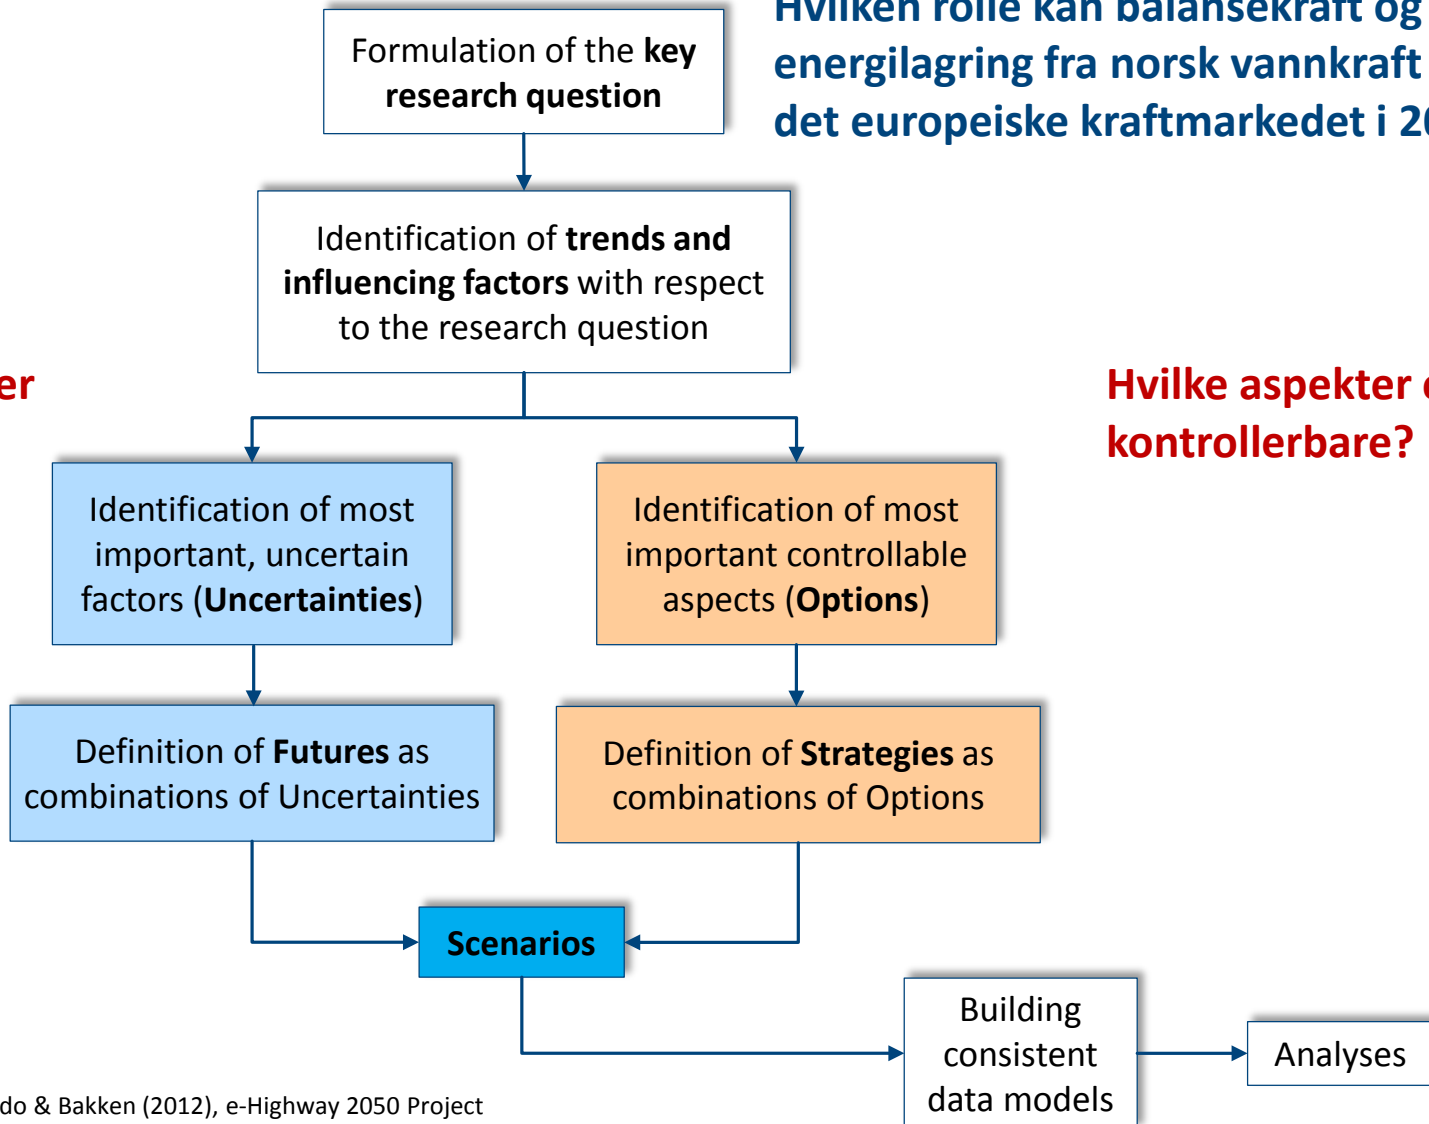 Hvilken rolle kan balansekraft og
energilagring fra norsk vannkraft
det europeiske kraftmarkedet i
Formulation of the key
research question
Identification of trends and
influencing factors with respect
to the research question
er
Hvilke aspekter
kontrollerbare?
Identification of most
important, uncertain
factors (Uncertainties)
Identification of most
important controllable
aspects (Options)
Definition of Futures as
combinations of Uncertainties
Definition of Strategies as
combinations of Options
Scenarios
Building
consistent
data models
Analyses
do & Bakken (2012), e-Highway 2050 Project